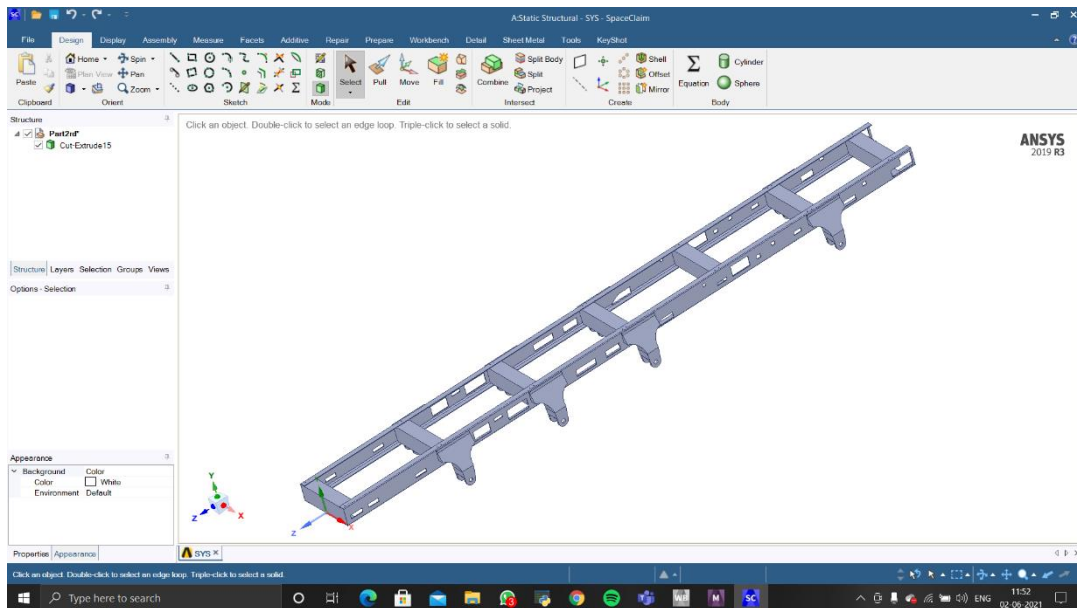 A:Static Structural - SYS - SpaceClaim
File Design Display Assembly Measure Facets Additive Repair Prepare Workbench Detail Sheet Metal Tools KeyShot
Paste
Home Spin
Plan View Pan
Zoom
Select Pull Move Fill
Combine
Split Body
Split
Project
Shell
Offset
Mirror
Equation
Cylinder
Sphere
Clipboard Orient Sketch Mode Edit Intersect Create Body
Structure
Part2rd*
Cut-Extrude15
Click an object. Double-click to select an edge loop. Triple-click to select a solid.
ANSYS
2019 R3
Structure Layers Selection Groups Views
Options - Selection
Appearance
Background Color
Color White
Environment Default
Y
Z
X
Z
X
Properties Appearance
SYS
Click an object. Double-click to select an edge loop. Triple-click to select a solid.
Type here to search
ENG
11:52
02-06-2021